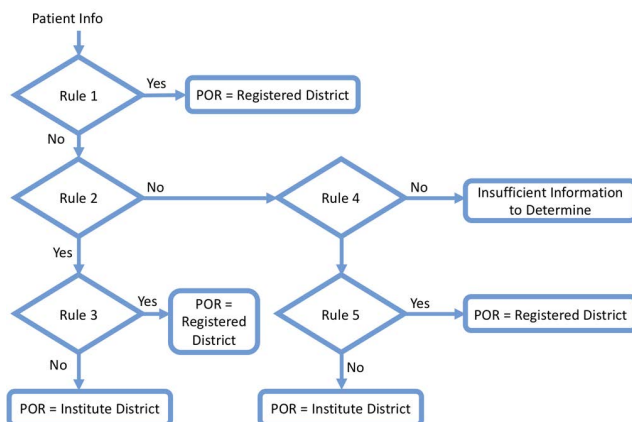 Patient Info
Rule 1
Yes
POR = Registered District
No
Rule 2
No
Rule 4
No
Insufficient Information
to Determine
Yes
Rule 3
Yes
POR =
Registered
District
Rule 5
Yes
POR = Registered District
No
No
POR = Institute District
POR = Institute District